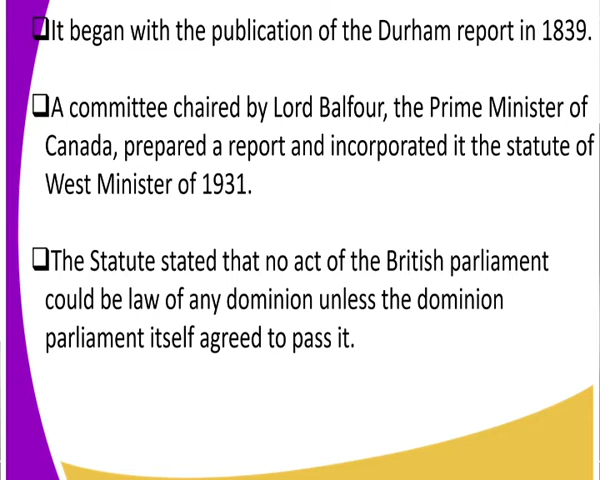 ❑It began with the publication of the Durham report in 1839.
❑A committee chaired by Lord Balfour, the Prime Minister of
Canada, prepared a report and incorporated it the statute of
West Minister of 1931.
❑The Statute stated that no act of the British parliament
could be law of any dominion unless the dominion
parliament itself agreed to pass it.